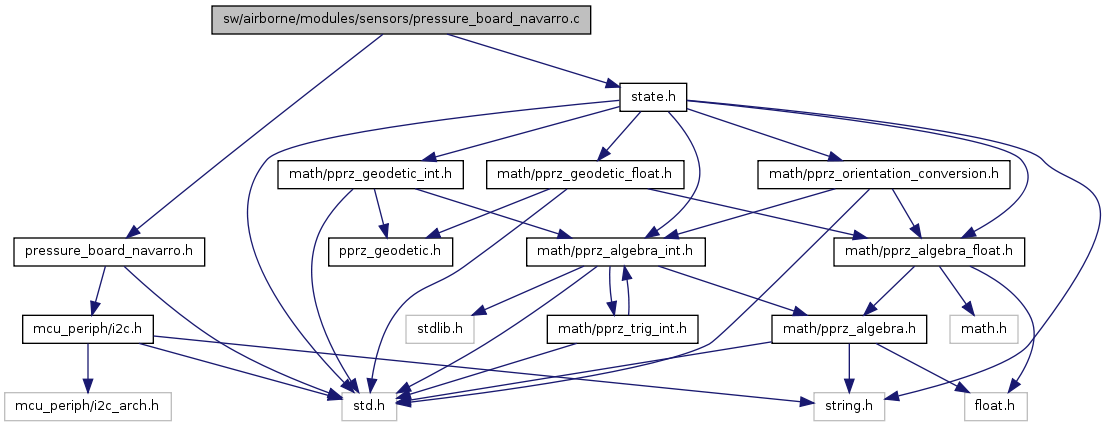 sw/airborne/modules/sensors/pressure_board_navarro.c
state.h
math/pprz_geodetic_int.h
math/pprz_geodetic_float.h
math/pprz_orientation_conversion.h
pressure_board_navarro.h
pprz_geodetic.h
math/pprz_algebra_int.h
math/pprz_algebra_float.h
mcu_periph/i2c.h
stdlib.h
math/pprz_trig_int.h
math/pprz_algebra.h
math.h
mcu_periph/i2c_arch.h
std.h
string.h
float.h